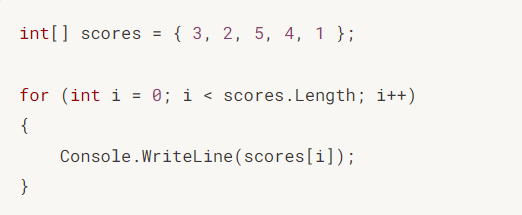 int[] scores = { 3, 2, 5, 4, 1 };
for (int i = 0; i < scores.Length; i++)
{
    Console.WriteLine(scores[i]);
}